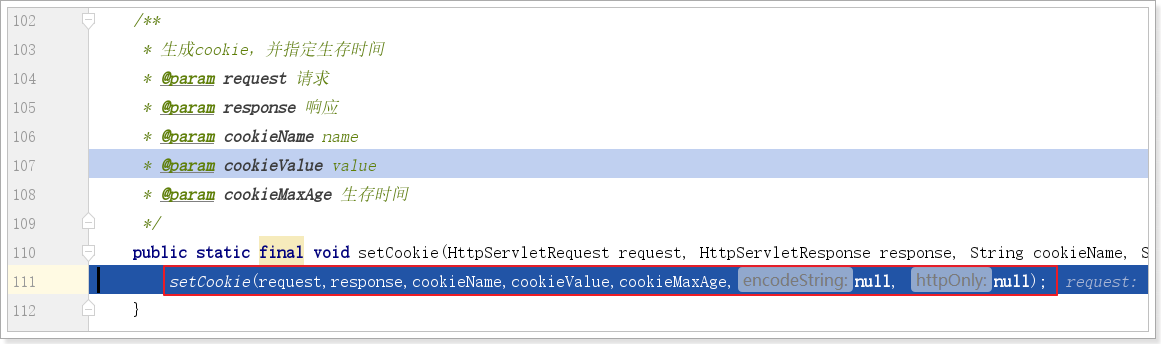 102 /**
103 * 生成cookie，并指定生存时间
104 * @param request 请求
105 * @param response 响应
106 * @param cookieName name
107 * @param cookieValue value
108 * @param cookieMaxAge 生存时间
109 */
110 public static final void setCookie(HttpServletRequest request, HttpServletResponse response, String cookieName, S
111 setCookie(request,response,cookieName,cookieValue,cookieMaxAge, encodeString: null, httpOnly: null); request:
112 }